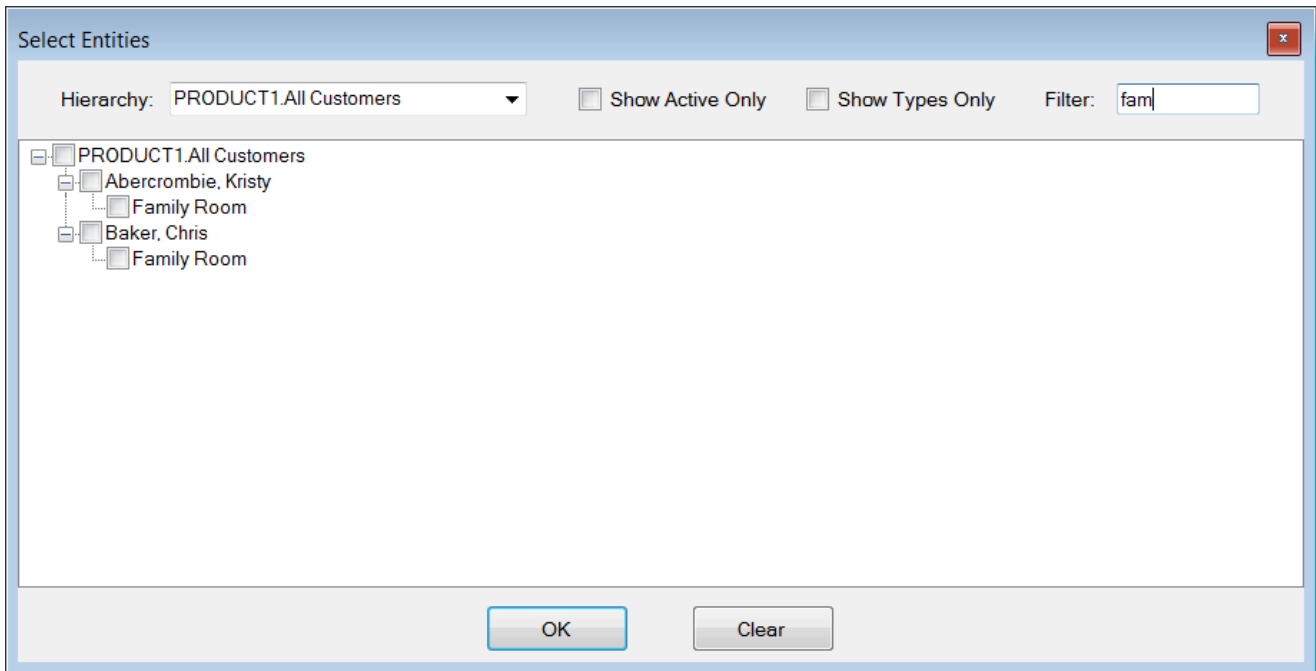 Select Entities
x
Hierarchy: PRODUCT1.All Customers Show Active Only Show Types Only Filter: fam
PRODUCT1.All Customers
Abercrombie, Kristy
Family Room
Baker, Chris
Family Room
OK Clear